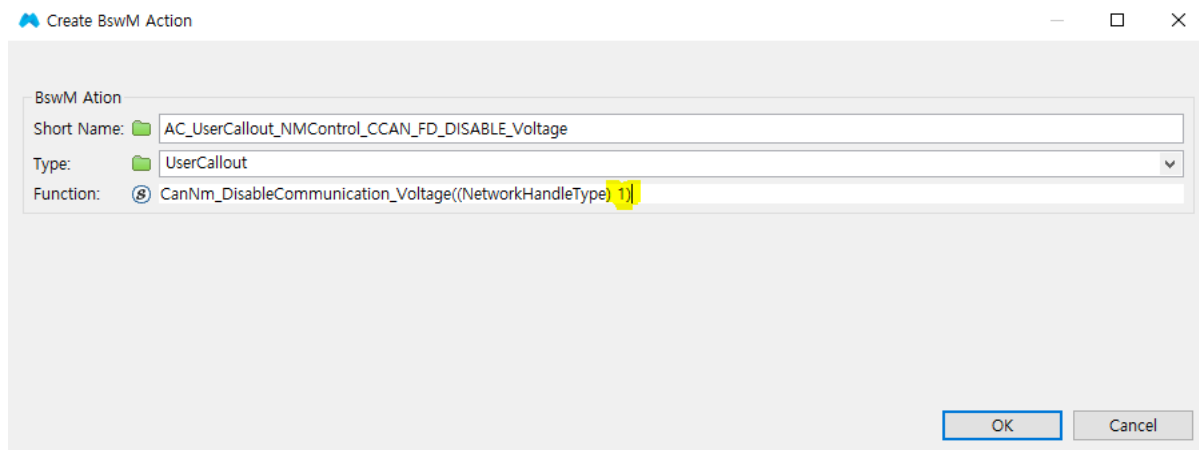 Create BswM Action
BswM Ation
Short Name: AC_UserCallout_NMControl_CCAN_FD_DISABLE_Voltage
Type: UserCallout
Function: CanNm_DisableCommunication_Voltage((NetworkHandleType) 1)
OK Cancel